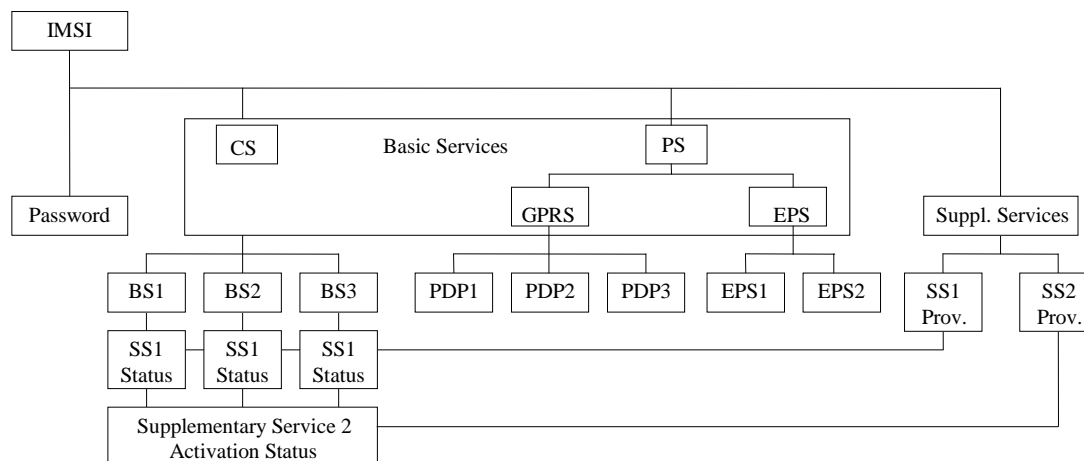 IMSI
CS
Basic Services
PS
Password
GPRS
EPS
Suppl. Services
BS1
BS2
BS3
PDP1
PDP2
PDP3
EPS1
EPS2
SS1
Prov.
SS2
Prov.
SS1
Status
SS1
Status
SS1
Status
Supplementary Service 2
Activation Status